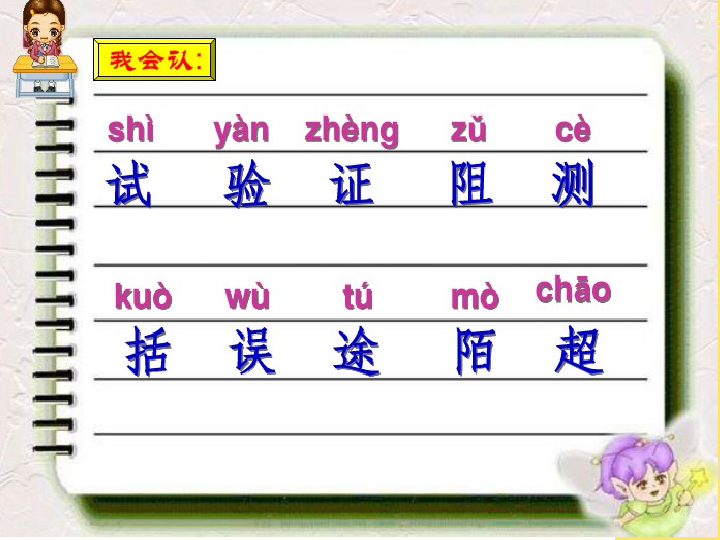 我会认:
shì yàn zhèng zǔ cè
试 验 证 阻 测
kuò wù tú mò chāo
括 误 途 陌 超